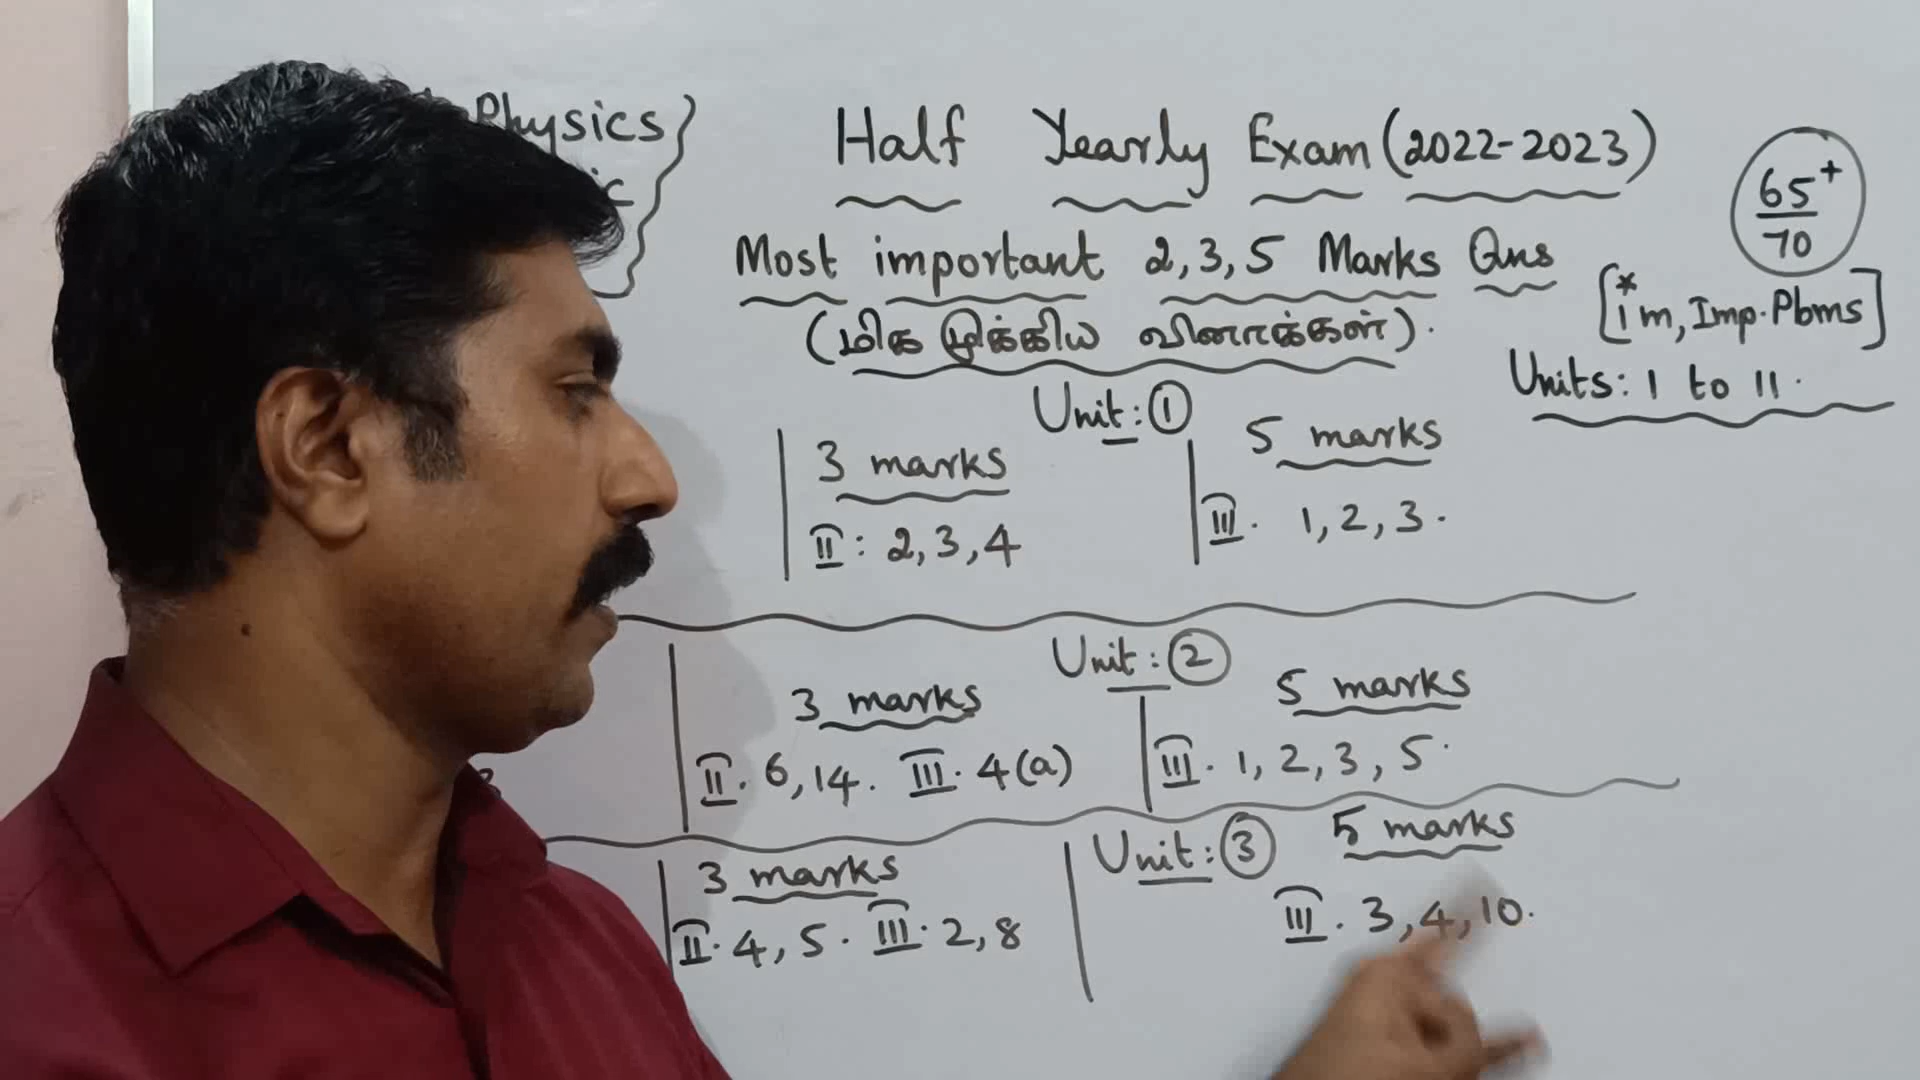 Physics
Half Yearly Exam (2022-2023)
65+
70
Most important 2,3,5 Marks Qns
(மிக முக்கிய வினாக்கள்).
[*1m, Imp. Pbms]
Units: 1 to 11.
Unit: ①
3 marks
II: 2,3,4
5 marks
III. 1,2,3.
Unit: ②
3 marks
II. 6,14. III. 4(a)
5 marks
III. 1,2,3,5.
Unit: ③
3 marks
II. 4,5. III. 2,8
5 marks
III. 3,4,10.